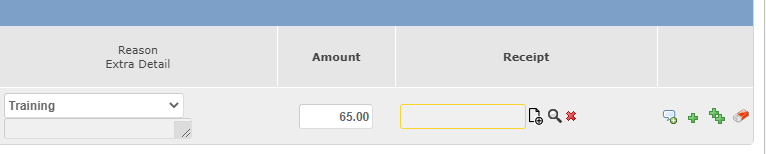 Reason
Extra Detail
Amount
Receipt
Training
65.00